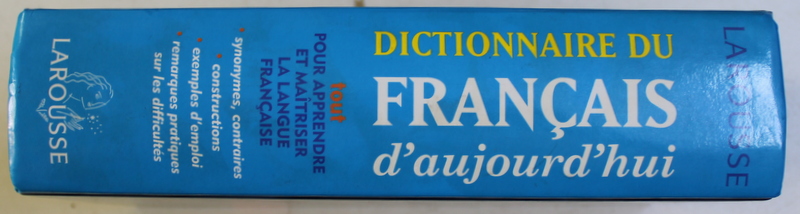 LAROUSSE
DICTIONNAIRE DU
FRANÇAIS
d'aujourd'hui
tout
POUR APPRENDRE
ET MAÎTRISER
LA LANGUE
FRANÇAISE
• synonymes, contraires
• constructions
• exemples d'emploi
• remarques pratiques
sur les difficultés
LAROUSSE